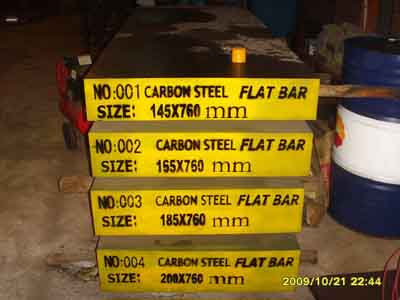 NO:001 CARBON STEEL FLAT BAR
SIZE: 145X760 mm
NO:002 CARBON STEEL FLAT BAR
SIZE: 165X760 mm
NO:003 CARBON STEEL FLAT BAR
SIZE: 185X760 mm
NO:004 CARBON STEEL FLAT BAR
SIZE: 200X760 mm
2009/10/21 22:44